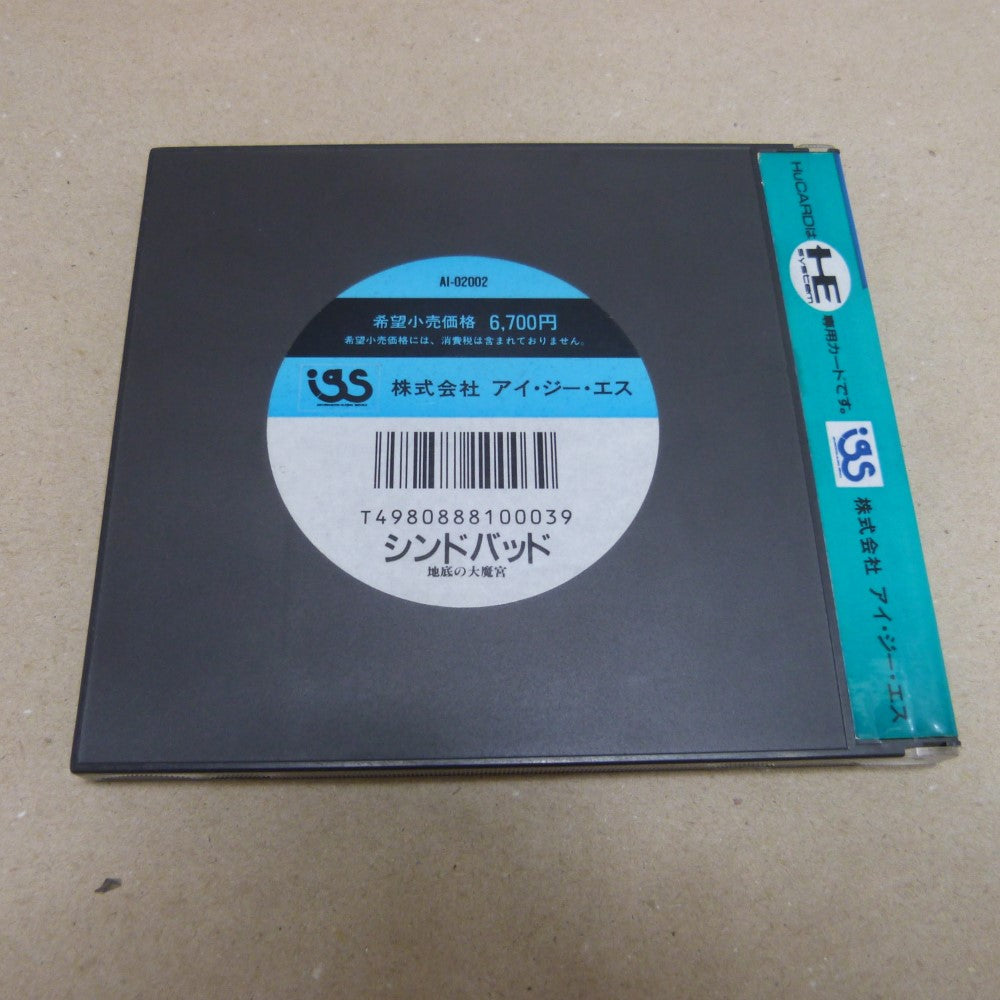 AI-02002
希望小売価格 6,700円
希望小売価格には、消費税は含まれておりません。
igs 株式会社 アイ・ジー・エス
T4980888100039
シンドバッド
地底の大魔宮
HuCARDは HE system 専用カードです。 igs 株式会社 アイ・ジー・エス